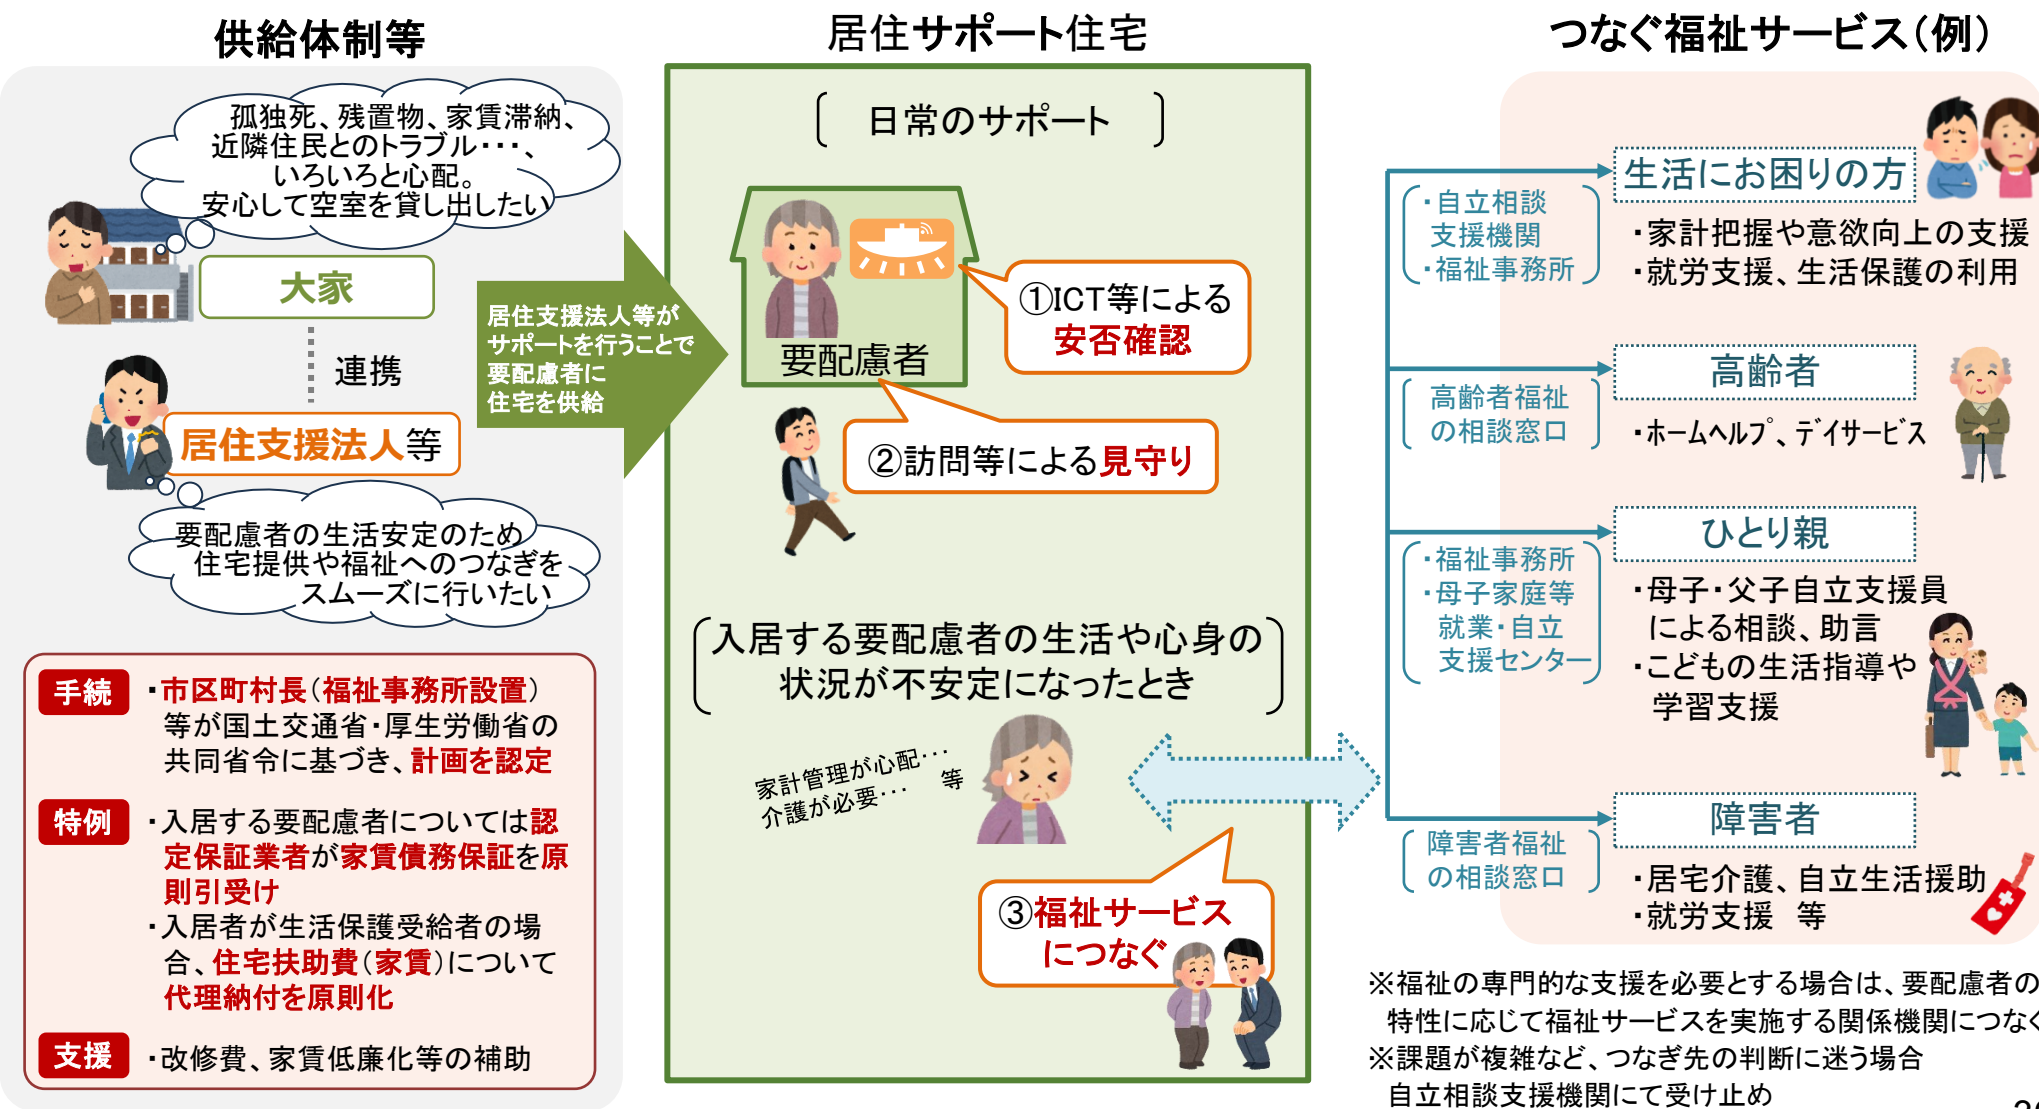 供給体制等
孤独死、残置物、家賃滞納、
近隣住民とのトラブル・・・、
いろいろと心配。
安心して空室を貸し出したい
大家
連携
居住支援法人等
要配慮者の生活安定のため
住宅提供や福祉へのつなぎを
スムーズに行いたい
手続
・市区町村長（福祉事務所設置）
等が国土交通省・厚生労働省の
共同省令に基づき、計画を認定
特例
・入居する要配慮者については認
定保証業者が家賃債務保証を原
則引受け
・入居者が生活保護受給者の場
合、住宅扶助費（家賃）について
代理納付を原則化
支援
・改修費、家賃低廉化等の補助
居住支援法人等が
サポートを行うことで
要配慮者に
住宅を供給
居住サポート住宅
日常のサポート
要配慮者
①ICT等による
安否確認
②訪問等による見守り
入居する要配慮者の生活や心身の
状況が不安定になったとき
家計管理が心配・・・
介護が必要・・・　等
③福祉サービス
につなぐ
つなぐ福祉サービス（例）
・自立相談
支援機関
・福祉事務所
生活にお困りの方
・家計把握や意欲向上の支援
・就労支援、生活保護の利用
高齢者福祉
の相談窓口
高齢者
・ホームヘルプ、デイサービス
・福祉事務所
・母子家庭等
就業・自立
支援センター
ひとり親
・母子・父子自立支援員
による相談、助言
・こどもの生活指導や
学習支援
障害者福祉
の相談窓口
障害者
・居宅介護、自立生活援助
・就労支援　等
※福祉の専門的な支援を必要とする場合は、要配慮者の
特性に応じて福祉サービスを実施する関係機関につなぐ
※課題が複雑など、つなぎ先の判断に迷う場合
自立相談支援機関にて受け止め